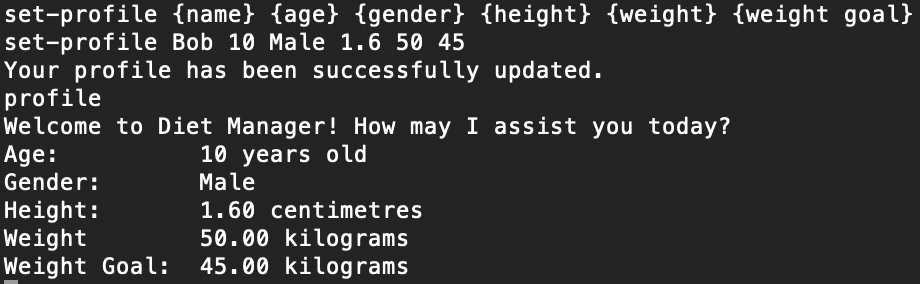 set-profile {name} {age} {gender} {height} {weight} {weight goal}
set-profile Bob 10 Male 1.6 50 45
Your profile has been successfully updated.
profile
Welcome to Diet Manager! How may I assist you today?
Age: 10 years old
Gender: Male
Height: 1.60 centimetres
Weight 50.00 kilograms
Weight Goal: 45.00 kilograms